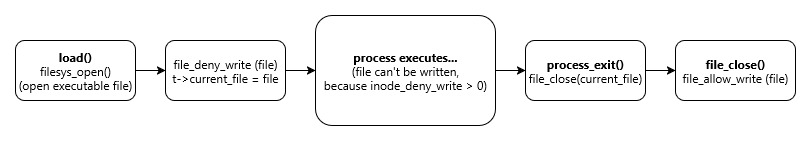 load()
filesys_open()
(open executable file)
file_deny_write (file)
t->current_file = file
process executes...
(file can't be written,
because inode_deny_write > 0)
process_exit()
file_close(current_file)
file_close()
file_allow_write (file)